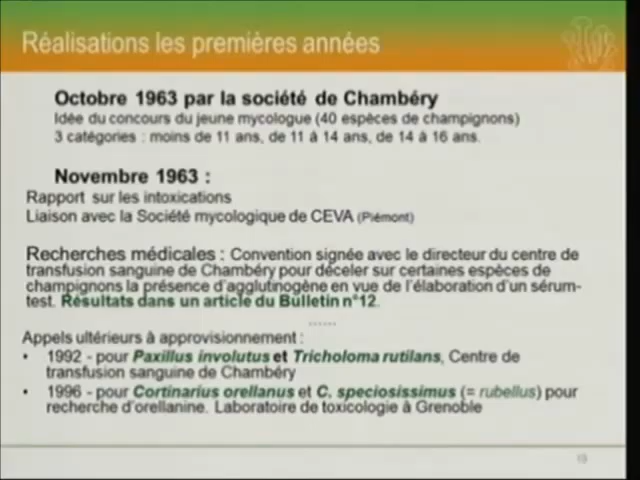 Réalisations les premières années
Octobre 1963 par la société de Chambéry
Idée du concours du jeune mycologue (40 espèces de champignons)
3 catégories : moins de 11 ans, de 11 à 14 ans, de 14 à 16 ans.
Novembre 1963 :
Rapport sur les intoxications
Liaison avec la Société mycologique de CEVA (Piémont)
Recherches médicales : Convention signée avec le directeur du centre de
transfusion sanguine de Chambéry pour déceler sur certaines espèces de
champignons la présence d'agglutinogène en vue de l'élaboration d'un sérum-
test. Résultats dans un article du Bulletin n°12.
......
Appels ultérieurs à approvisionnement :
• 1992 - pour Paxillus involutus et Tricholoma rutilans, Centre de
transfusion sanguine de Chambéry
• 1996 - pour Cortinarius orellanus et C. speciosissimus (= rubellus) pour
recherche d'orellanine. Laboratoire de toxicologie à Grenoble